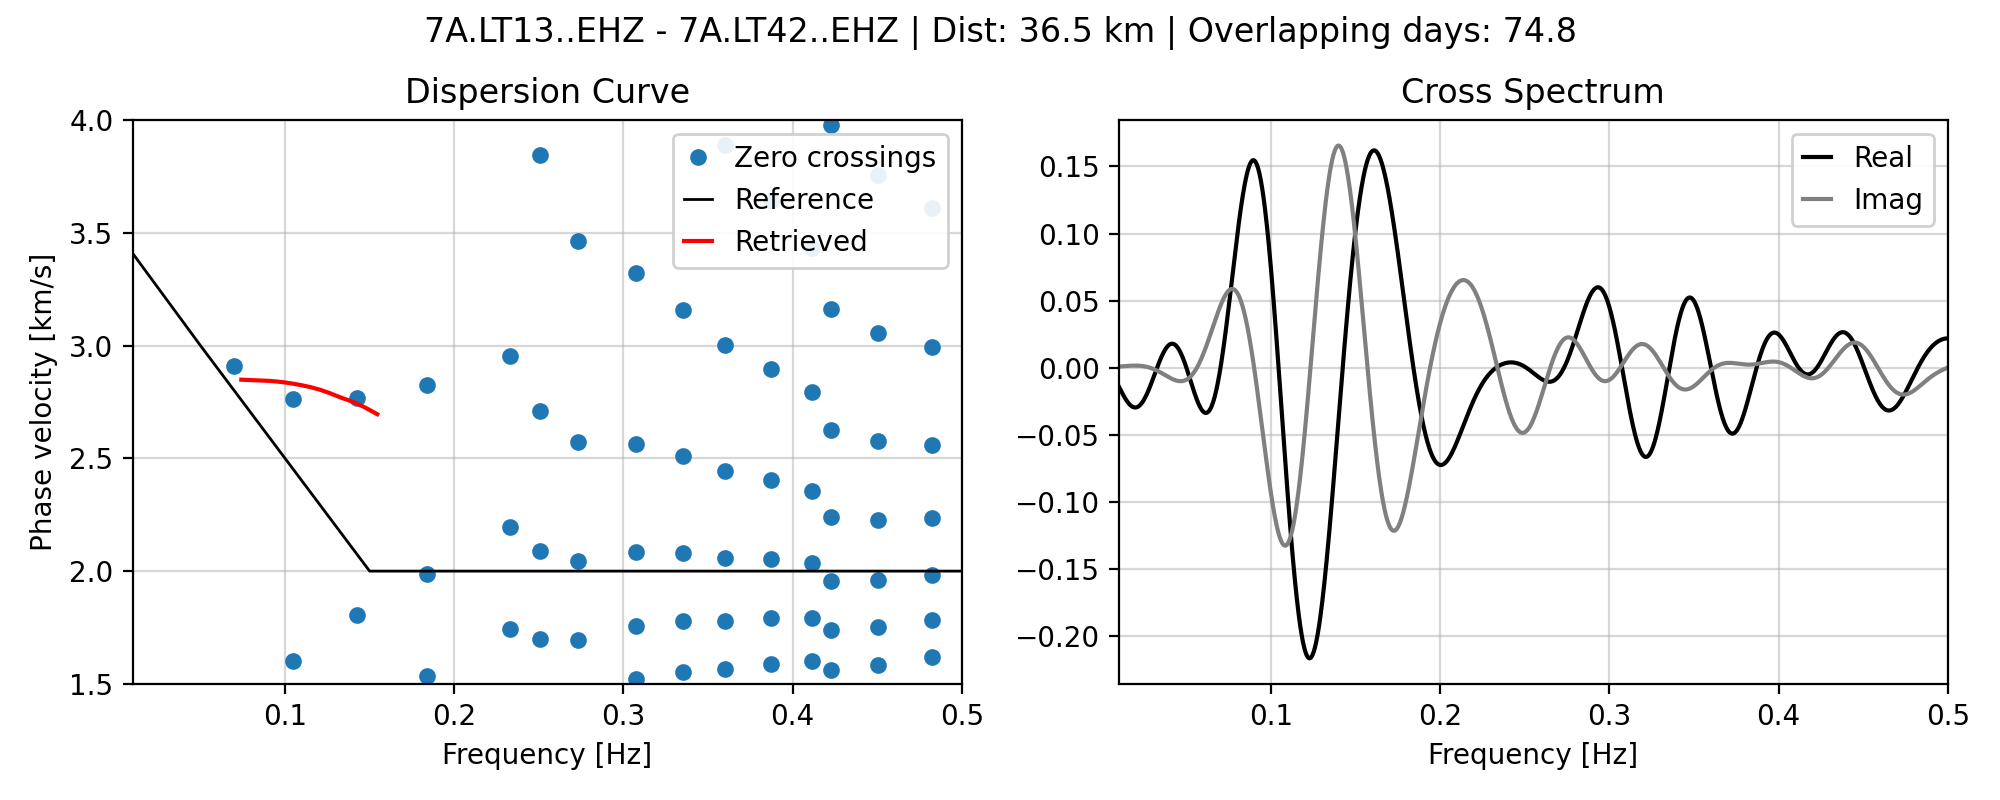 7A.LT13..EHZ - 7A.LT42..EHZ | Dist: 36.5 km | Overlapping days: 74.8
Dispersion Curve
4.0
3.5
3.0
2.5
2.0
1.5
Phase velocity [km/s]
0.1 0.2 0.3 0.4 0.5
Frequency [Hz]
Zero crossings
Reference
Retrieved
Cross Spectrum
0.15
0.10
0.05
0.00
−0.05
−0.10
−0.15
−0.20
0.1 0.2 0.3 0.4 0.5
Frequency [Hz]
Real
Imag